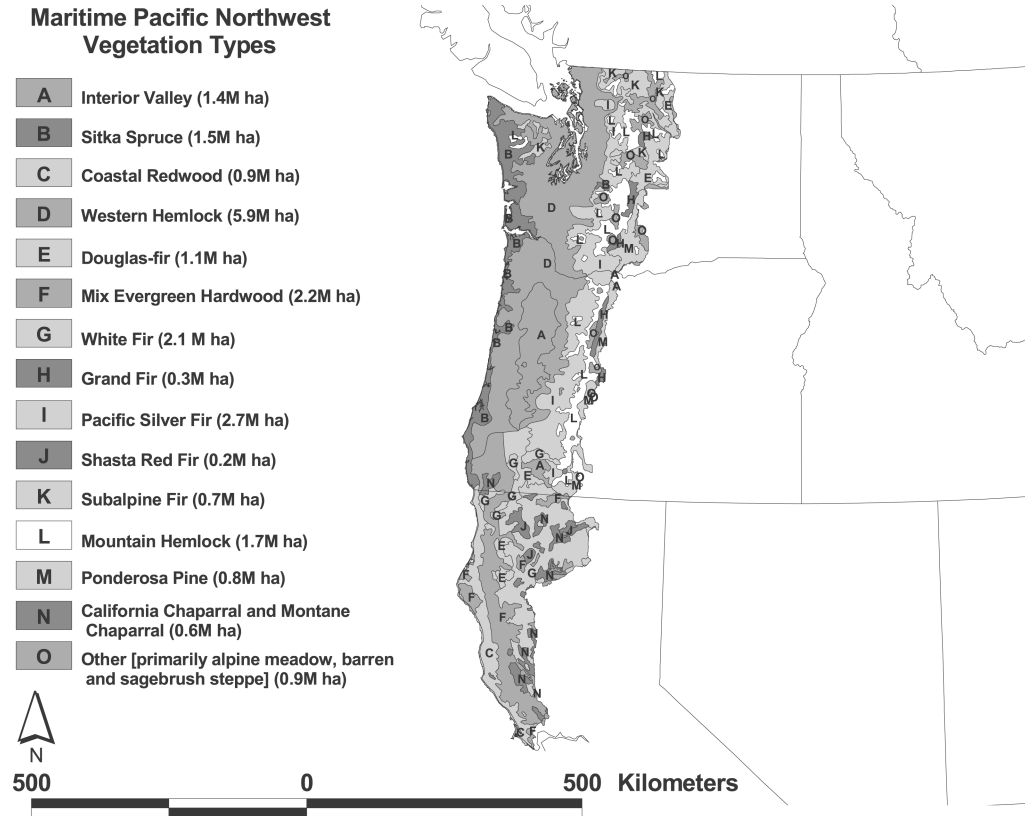 Maritime Pacific Northwest
Vegetation Types
A Interior Valley (1.4M ha)
B Sitka Spruce (1.5M ha)
C Coastal Redwood (0.9M ha)
D Western Hemlock (5.9M ha)
E Douglas-fir (1.1M ha)
F Mix Evergreen Hardwood (2.2M ha)
G White Fir (2.1 M ha)
H Grand Fir (0.3M ha)
I Pacific Silver Fir (2.7M ha)
J Shasta Red Fir (0.2M ha)
K Subalpine Fir (0.7M ha)
L Mountain Hemlock (1.7M ha)
M Ponderosa Pine (0.8M ha)
N California Chaparral and Montane
Chaparral (0.6M ha)
O Other [primarily alpine meadow, barren
and sagebrush steppe] (0.9M ha)
N
500 0 500 Kilometers
K O L
K
K
O
I E
L O
I L H L
L K
B O K L
L E
B
O H
D L
B O
L O
B L O H M
D I
B A
A
H
L
B A O M
B
O
L H
I O
M O
B L
G
G A
E I O
N L M
G G F
G N
J J
N
E J
F
F E G N
F
F
N
C N
N
N
C F